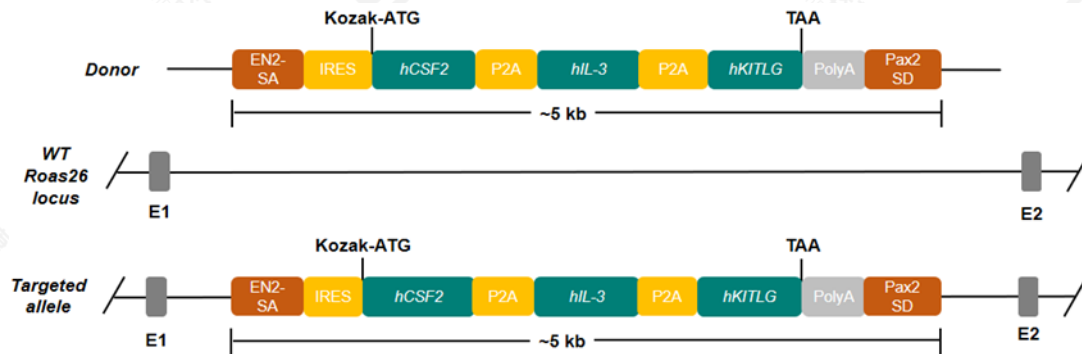 Kozak-ATG TAA
Donor EN2-SA IRES hCSF2 P2A hIL-3 P2A hKITLG PolyA Pax2 SD
~5 kb
WT
Roas26
locus
E1 E2
Kozak-ATG TAA
Targeted
allele
EN2-SA IRES hCSF2 P2A hIL-3 P2A hKITLG PolyA Pax2 SD
E1 E2
~5 kb